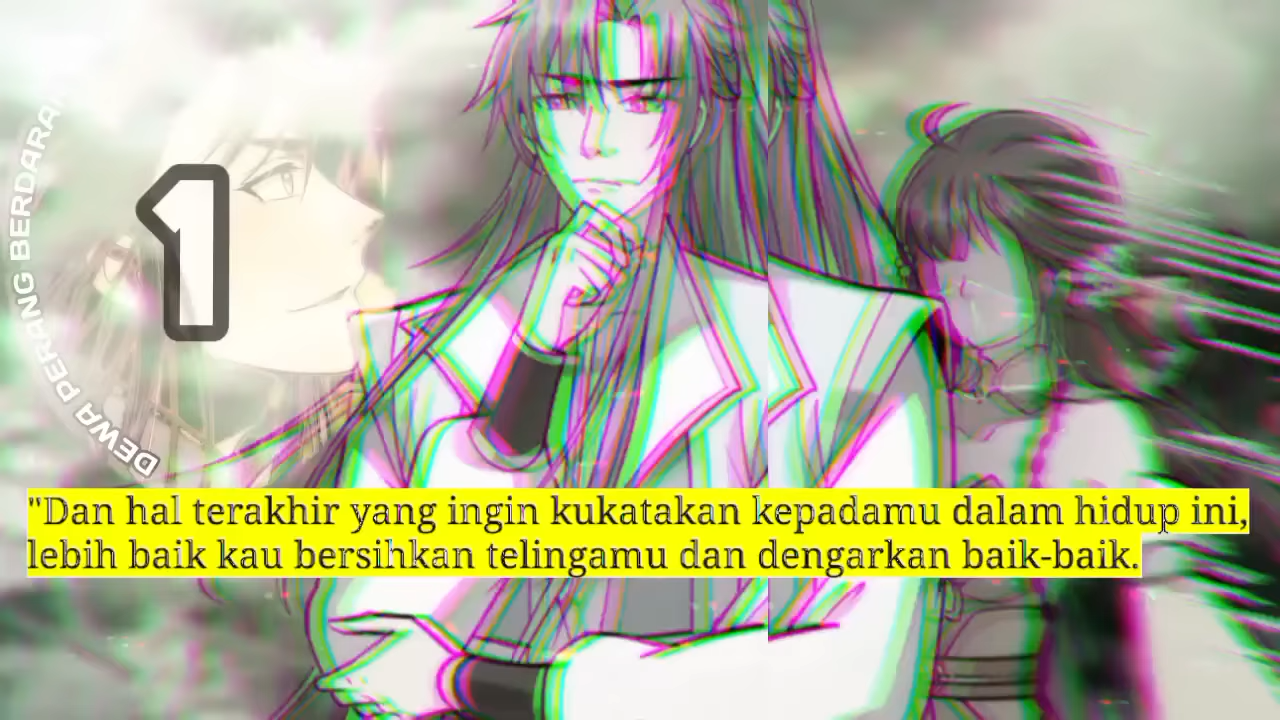 DEWA PERANG BERDARA
1
"Dan hal terakhir yang ingin kukatakan kepadamu dalam hidup ini,
lebih baik kau bersihkan telingamu dan dengarkan baik-baik.